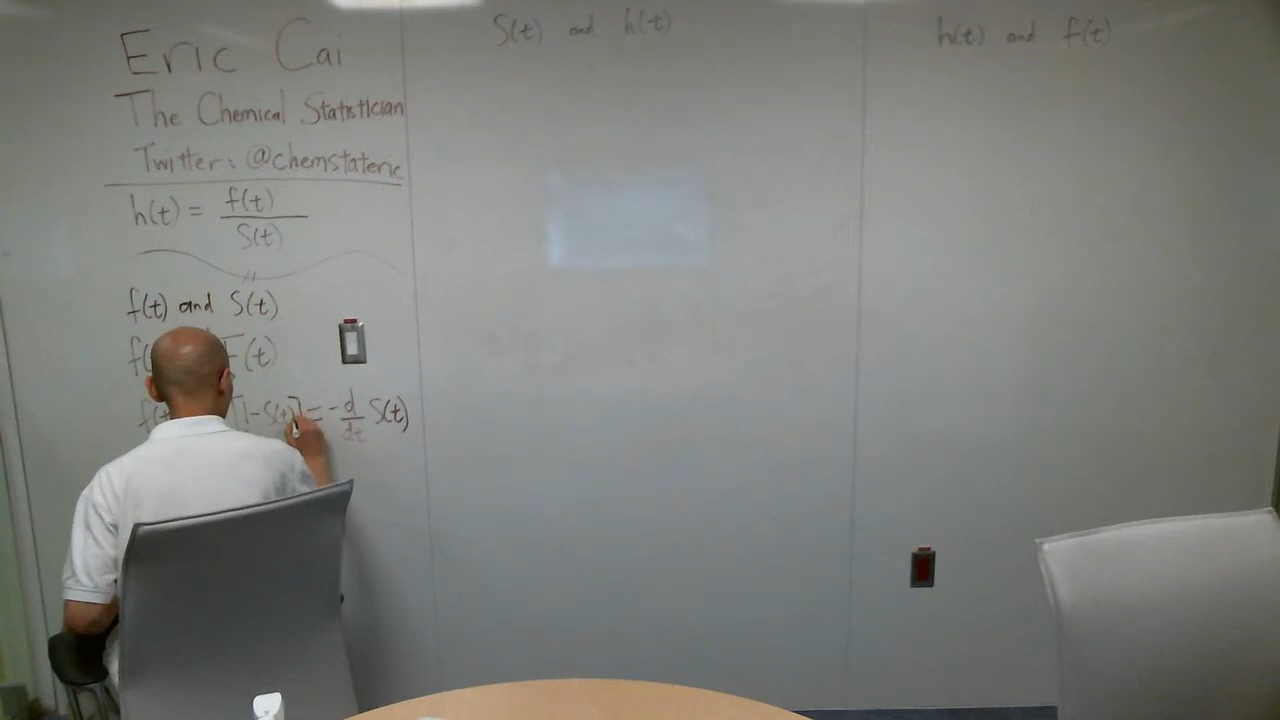 Eric Cai
The Chemical Statistician
Twitter: @chemstateric
h(t) = f(t)
S(t)
f(t) and S(t)
F(t)
[1-S(t)] = - d/dt S(t)
S(t) and h(t)
h(t) and f(t)